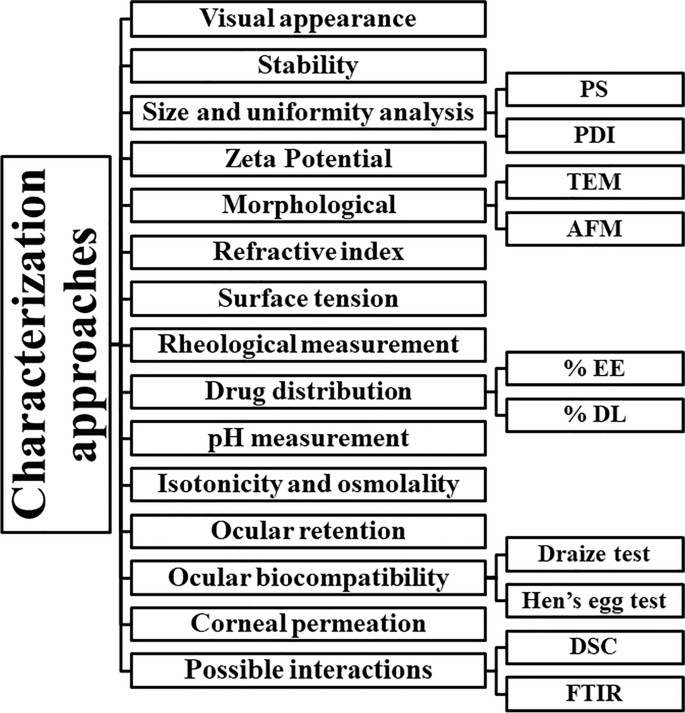 Characterization
approaches
Visual appearance
Stability
Size and uniformity analysis
PS
PDI
Zeta Potential
Morphological
TEM
AFM
Refractive index
Surface tension
Rheological measurement
Drug distribution
% EE
% DL
pH measurement
Isotonicity and osmolality
Ocular retention
Ocular biocompatibility
Draize test
Hen's egg test
Corneal permeation
Possible interactions
DSC
FTIR